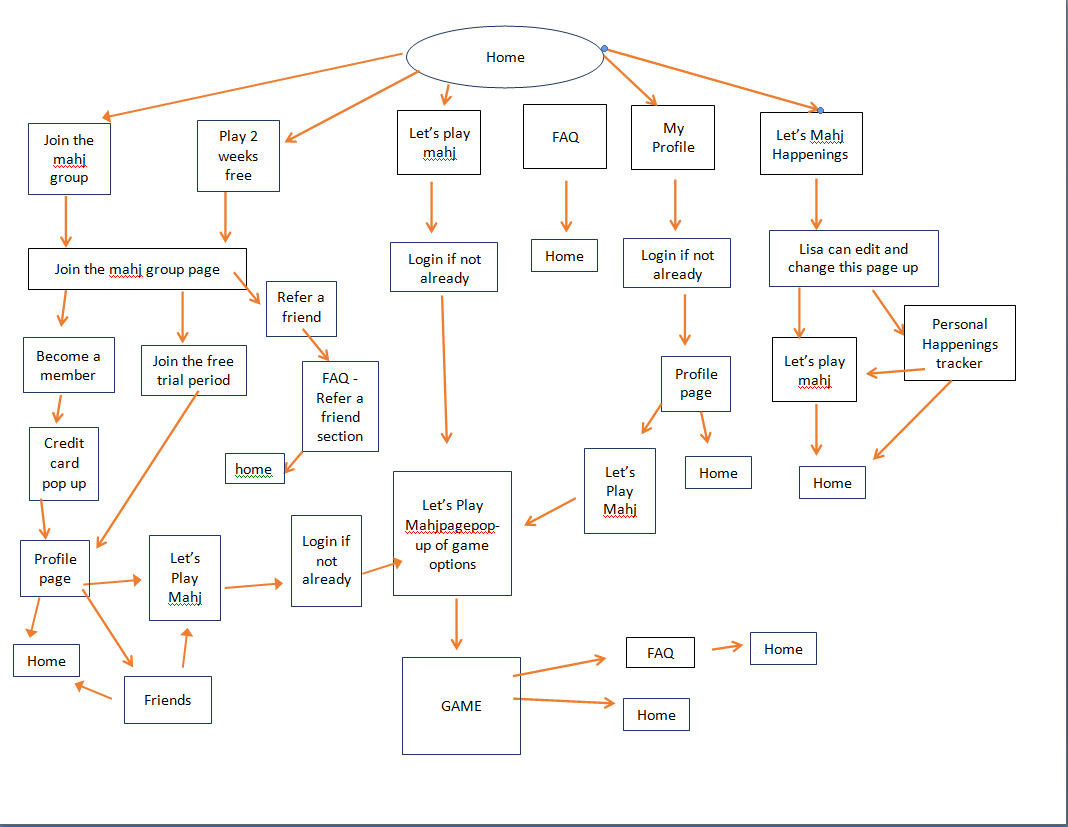 Home
Join the
mahj
group
Play 2
weeks
free
Let's play
mahj
FAQ
My
Profile
Let's Mahj
Happenings
Join the mahj group page
Refer a
friend
Login if not
already
Home
Login if not
already
Lisa can edit and
change this page up
Become a
member
Join the free
trial period
FAQ -
Refer a
friend
section
Profile
page
Let's play
mahj
Personal
Happenings
tracker
Credit
card
pop up
home
Let's Play
Mahjpagepop-
up of game
options
Let's
Play
Mahj
Home
Home
Profile
page
Let's
Play
Mahj
Login if
not
already
Home
Friends
GAME
FAQ
Home
Home